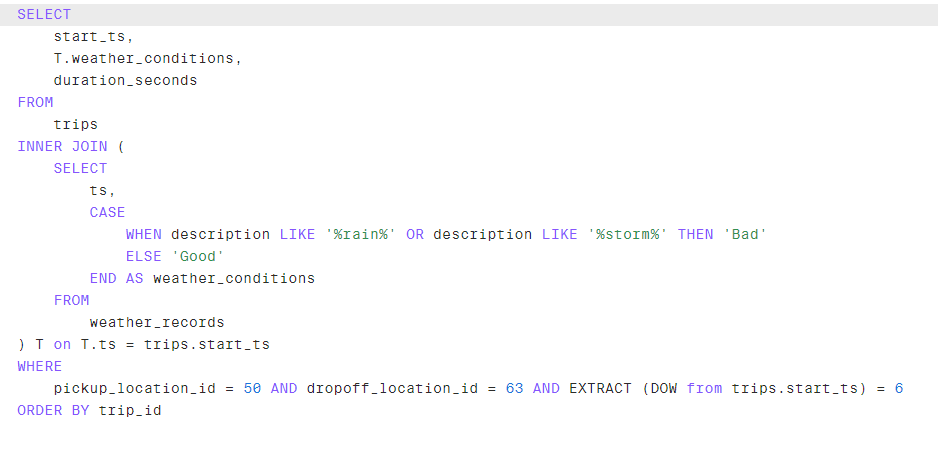 SELECT
    start_ts,
    T.weather_conditions,
    duration_seconds
FROM
    trips
INNER JOIN (
    SELECT
        ts,
        CASE
            WHEN description LIKE '%rain%' OR description LIKE '%storm%' THEN 'Bad'
            ELSE 'Good'
        END AS weather_conditions
    FROM
        weather_records
) T on T.ts = trips.start_ts
WHERE
    pickup_location_id = 50 AND dropoff_location_id = 63 AND EXTRACT (DOW from trips.start_ts) = 6
ORDER BY trip_id